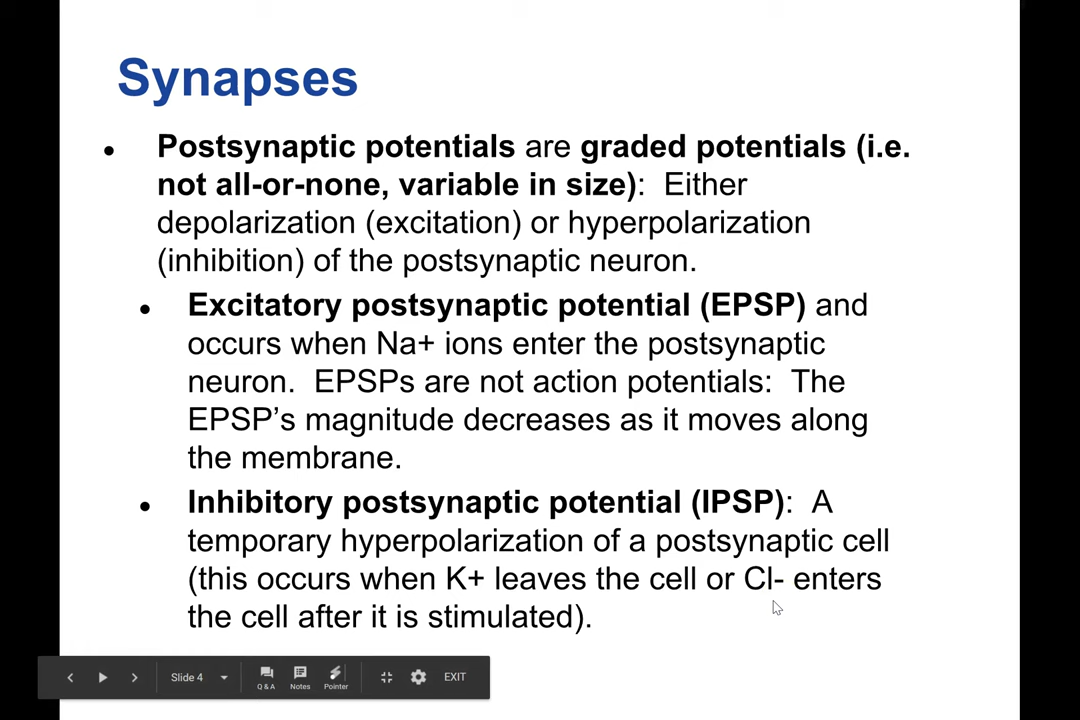 Synapses
● Postsynaptic potentials are graded potentials (i.e.
not all-or-none, variable in size):  Either
depolarization (excitation) or hyperpolarization
(inhibition) of the postsynaptic neuron.
● Excitatory postsynaptic potential (EPSP) and
occurs when Na+ ions enter the postsynaptic
neuron.  EPSPs are not action potentials:  The
EPSP’s magnitude decreases as it moves along
the membrane.
● Inhibitory postsynaptic potential (IPSP):  A
temporary hyperpolarization of a postsynaptic cell
(this occurs when K+ leaves the cell or Cl- enters
the cell after it is stimulated).
Slide 4 Q & A Notes Pointer EXIT